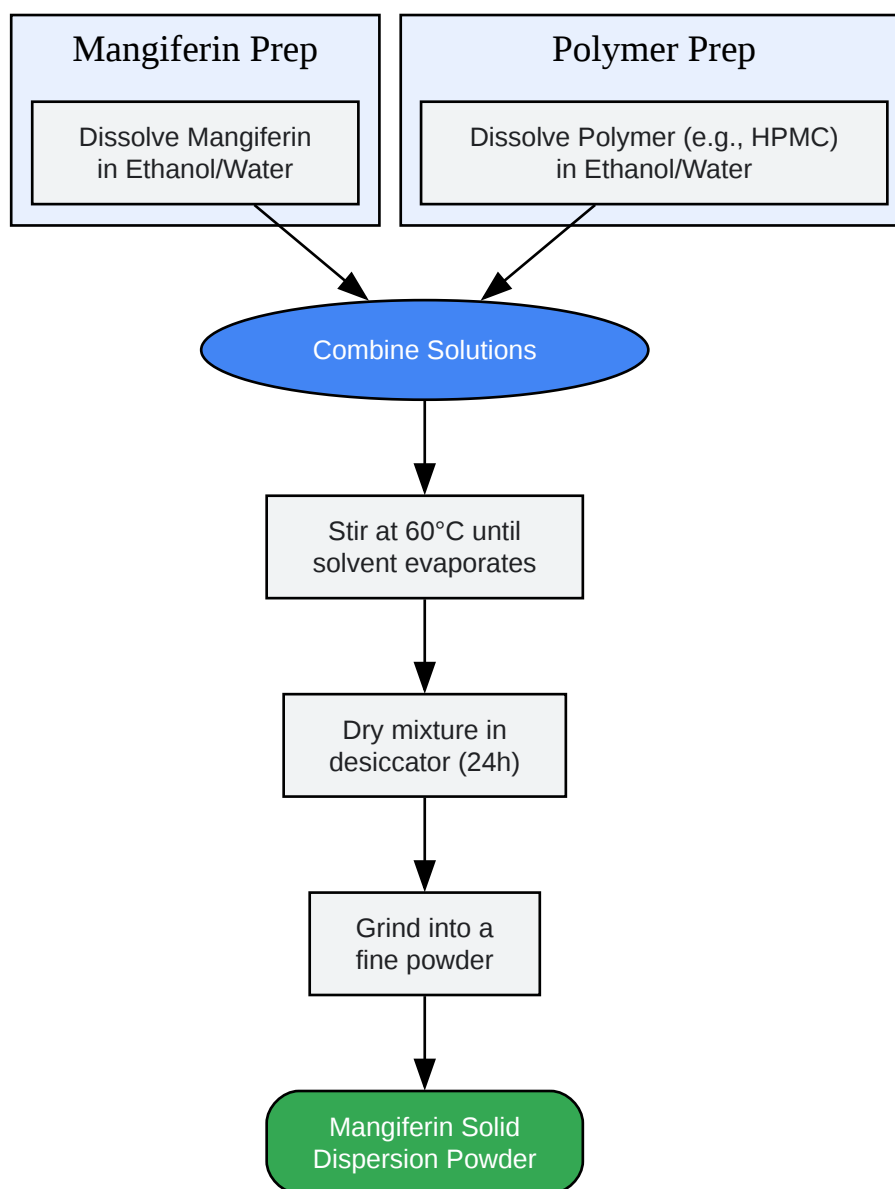 Mangiferin Prep
Polymer Prep
Dissolve Mangiferin
in Ethanol/Water
Dissolve Polymer (e.g., HPMC)
in Ethanol/Water
Combine Solutions
Stir at 60°C until
solvent evaporates
Dry mixture in
desiccator (24h)
Grind into a
fine powder
Mangiferin Solid
Dispersion Powder